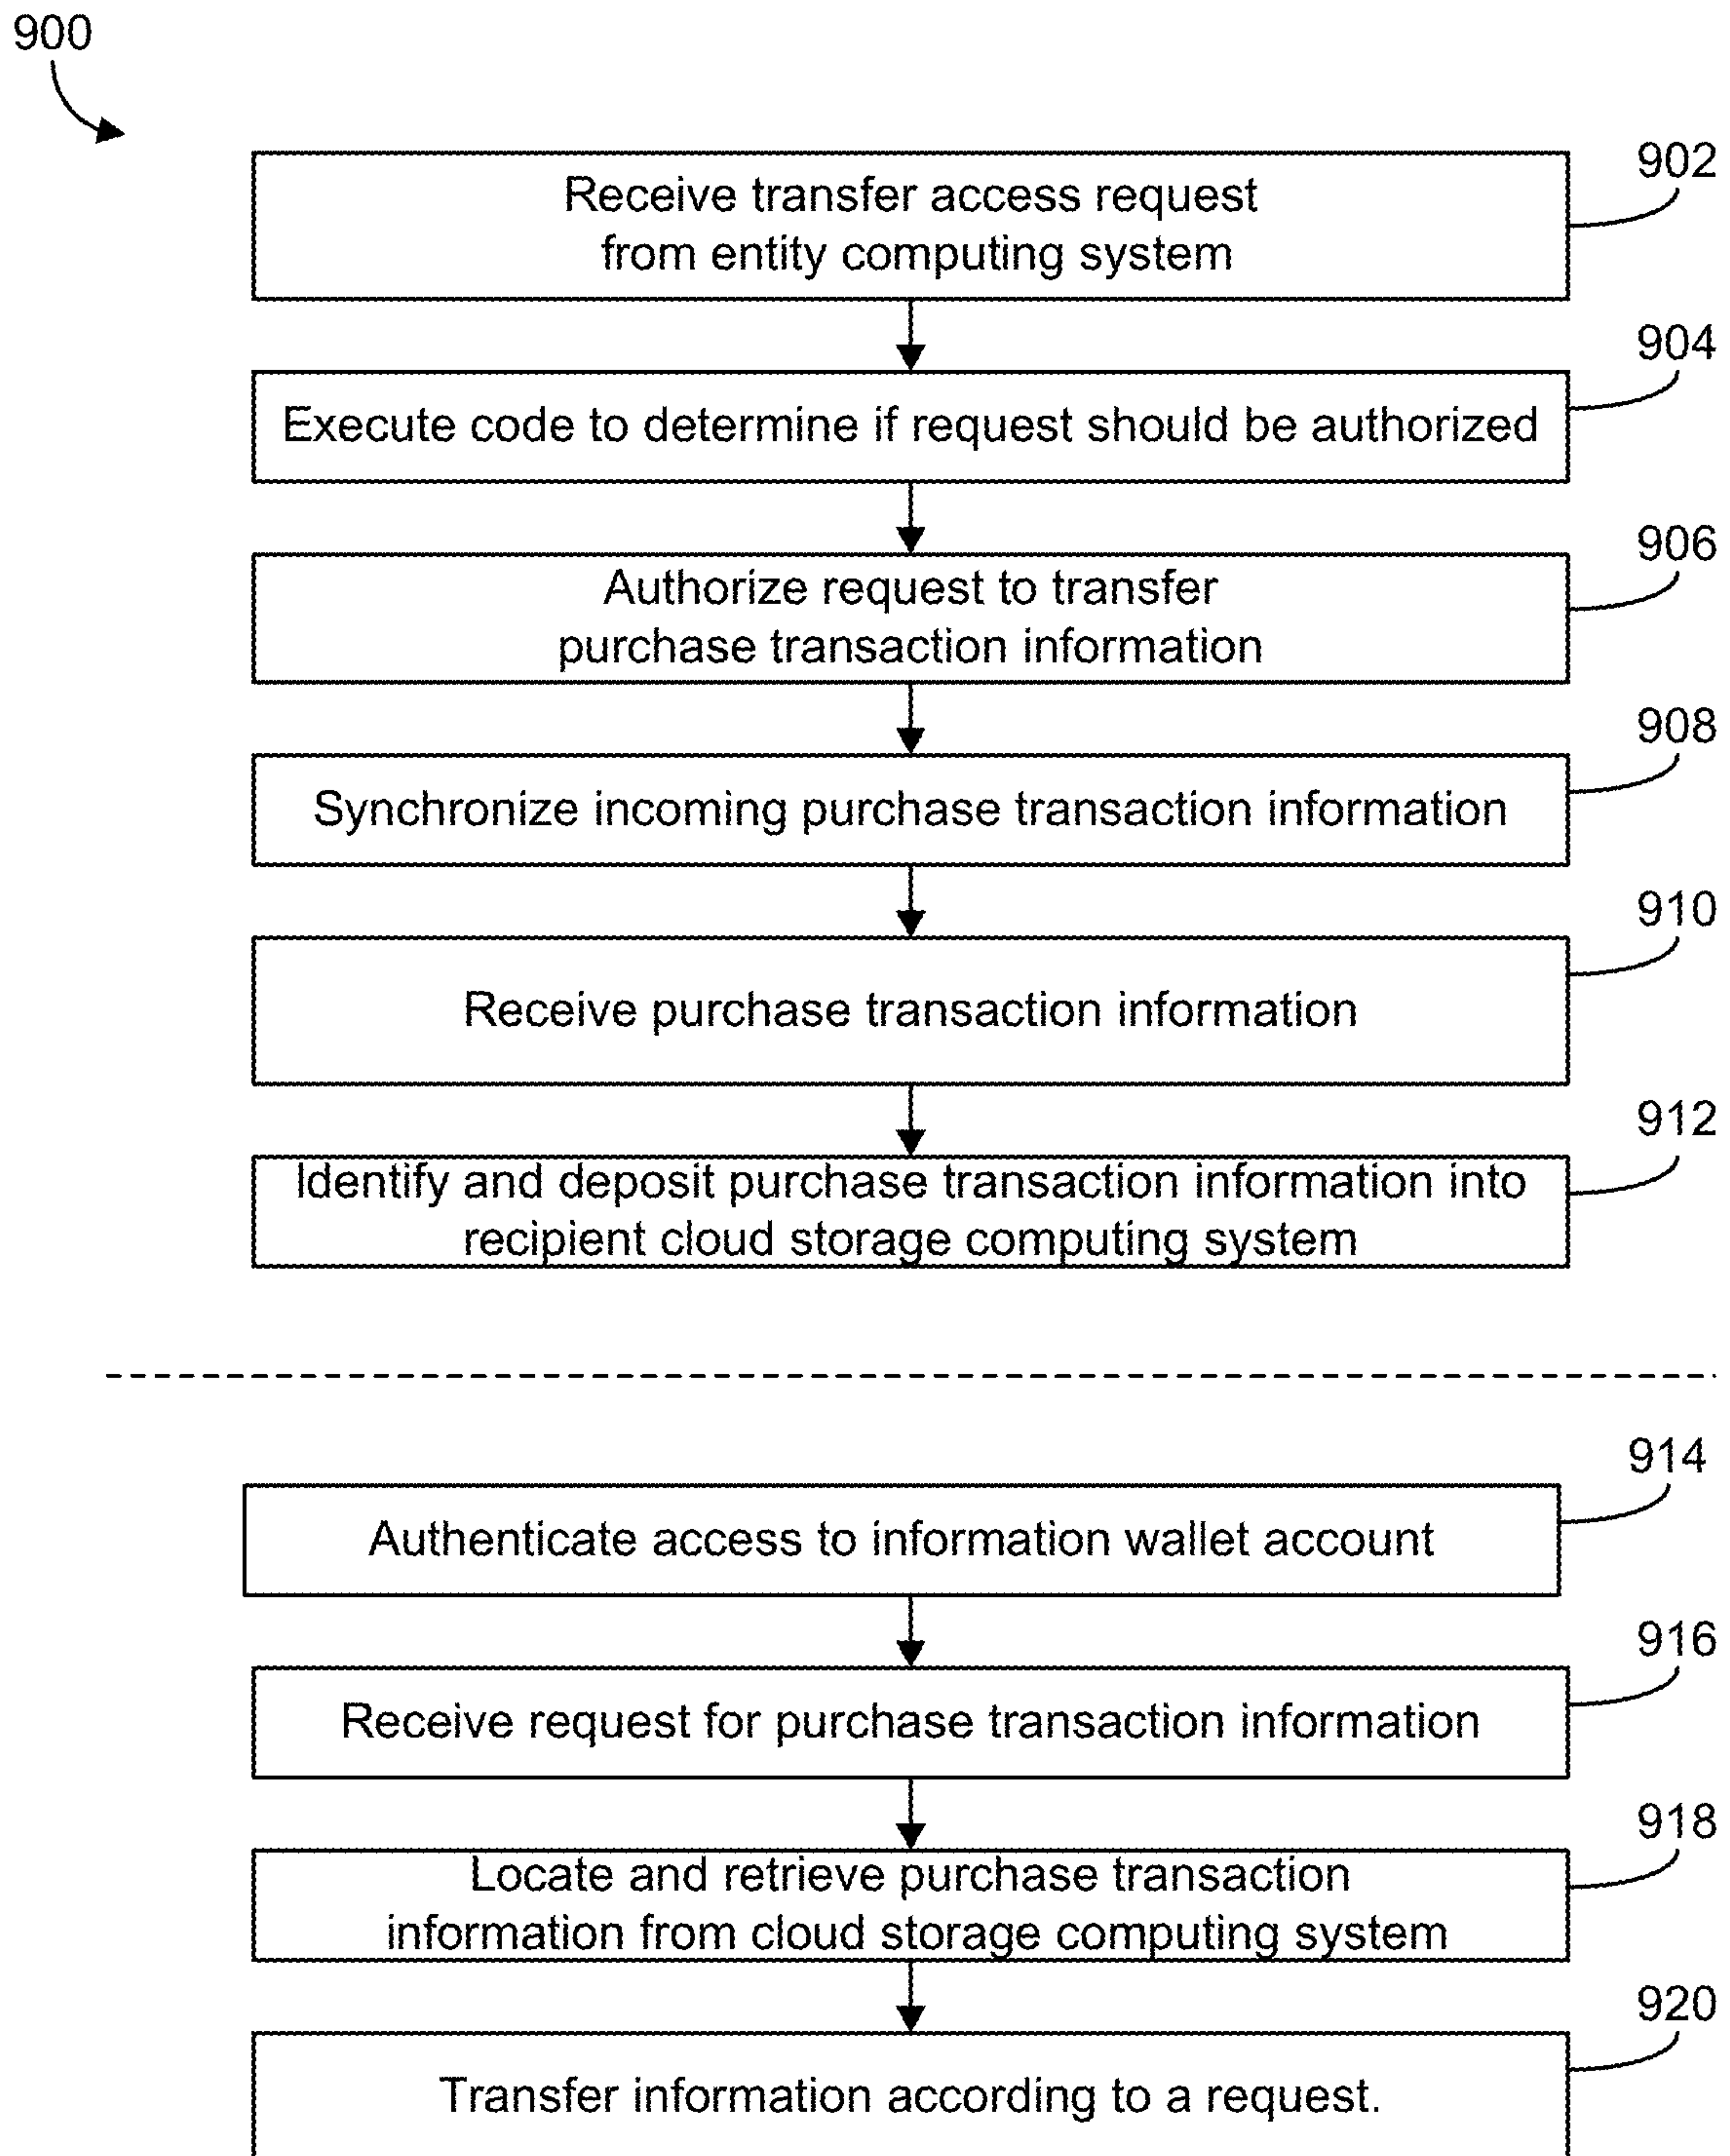 900
902
Receive transfer access request
from entity computing system
904
Execute code to determine if request should be authorized
906
Authorize request to transfer
purchase transaction information
908
Synchronize incoming purchase transaction information
910
Receive purchase transaction information
912
Identify and deposit purchase transaction information into
recipient cloud storage computing system
914
Authenticate access to information wallet account
916
Receive request for purchase transaction information
918
Locate and retrieve purchase transaction
information from cloud storage computing system
920
Transfer information according to a request.